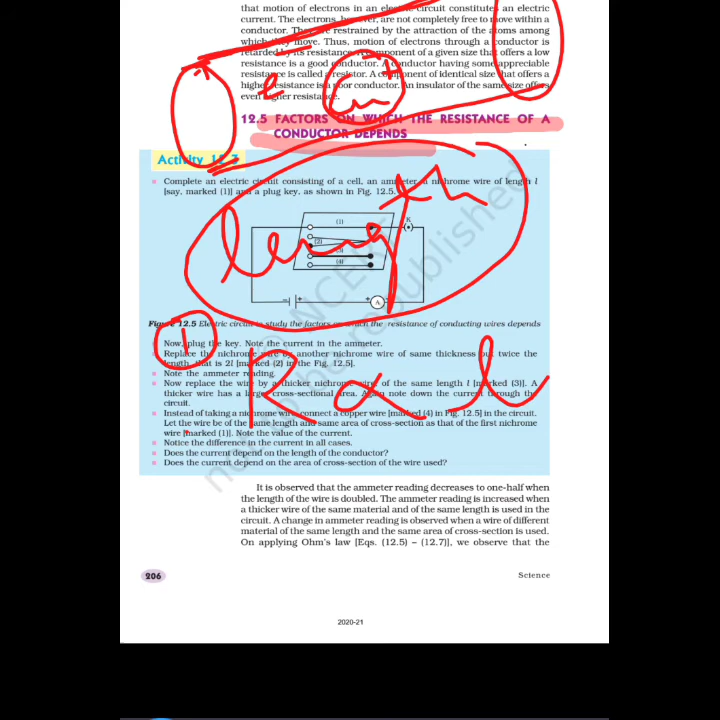 that motion of electrons in an electric circuit constitutes an electric
current. The electrons, however, are not completely free to move within a
conductor. They are restrained by the attraction of the atoms among
which they move. Thus, motion of electrons through a conductor is
retarded by its resistance. A component of a given size that offers a low
resistance is a good conductor. A conductor having some appreciable
resistance is called a resistor. A component of identical size that offers a
higher resistance is a poor conductor. An insulator of the same size offers
even higher resistance.
12.5 FACTORS ON WHICH THE RESISTANCE OF A
CONDUCTOR DEPENDS
Activity 12.3
Complete an electric circuit consisting of a cell, an ammeter, a nichrome wire of length l
[say, marked (1)] and a plug key, as shown in Fig. 12.5.
(1)
K
(2)
(3)
(4)
– +
+ A –
Figure 12.5 Electric circuit to study the factors on which the resistance of conducting wires depends
Now, plug the key. Note the current in the ammeter.
Replace the nichrome wire by another nichrome wire of same thickness but twice the
length, that is 2l [marked (2) in the Fig. 12.5].
Note the ammeter reading.
Now replace the wire by a thicker nichrome wire of the same length l [marked (3)]. A
thicker wire has a larger cross-sectional area. Again note down the current through the
circuit.
Instead of taking a nichrome wire, connect a copper wire [marked (4) in Fig. 12.5] in the circuit.
Let the wire be of the same length and same area of cross-section as that of the first nichrome
wire [marked (1)]. Note the value of the current.
Notice the difference in the current in all cases.
Does the current depend on the length of the conductor?
Does the current depend on the area of cross-section of the wire used?
It is observed that the ammeter reading decreases to one-half when
the length of the wire is doubled. The ammeter reading is increased when
a thicker wire of the same material and of the same length is used in the
circuit. A change in ammeter reading is observed when a wire of different
material of the same length and the same area of cross-section is used.
On applying Ohm's law [Eqs. (12.5) – (12.7)], we observe that the
206
Science
2020-21
length
1
R α l